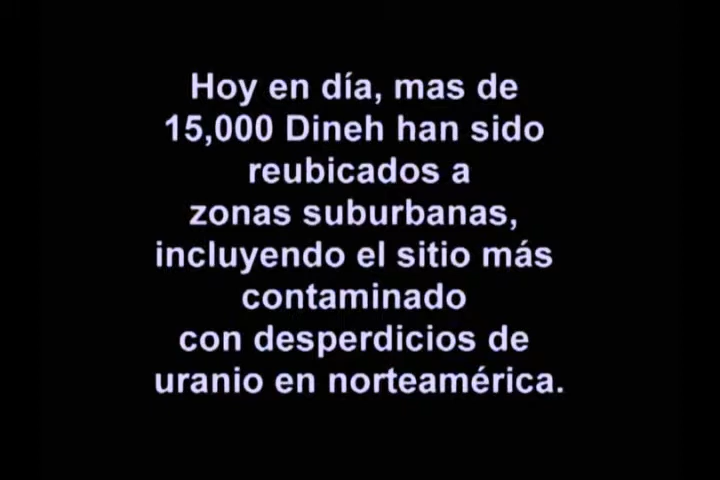 Hoy en día, mas de
15,000 Dineh han sido
reubicados a
zonas suburbanas,
incluyendo el sitio más
contaminado
con desperdicios de
uranio en norteamérica.